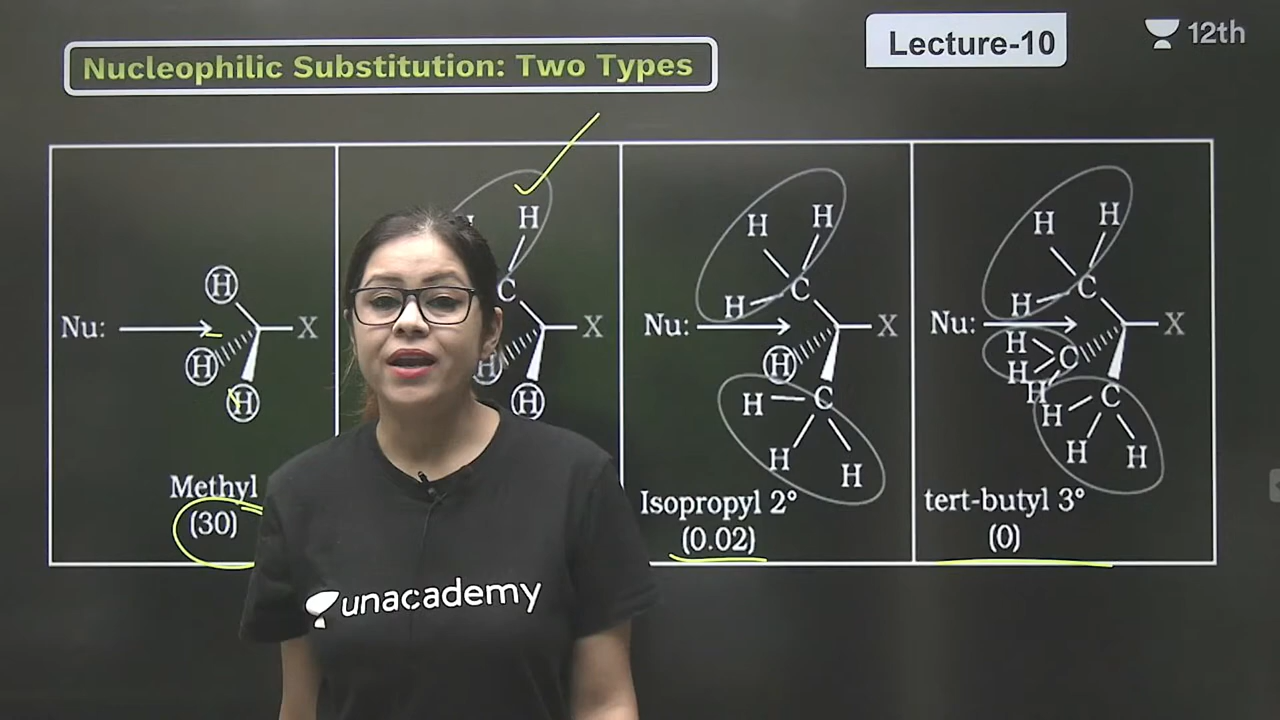 Lecture-10
12th
Nucleophilic Substitution: Two Types
Nu:
H
H
H
X
Methyl
(30)
H
C
X
H
H
Nu:
H
H
H
C
X
H
H
C
H
H
Isopropyl 2°
(0.02)
Nu:
H
H
H
C
X
H
H
H
C
H
C
H
H
tert-butyl 3°
(0)
unacademy